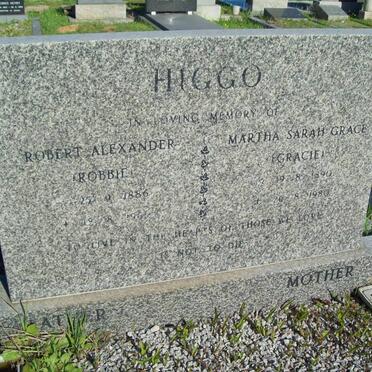 HIGGO
IN LOVING MEMORY OF
ROBERT ALEXANDER
(ROBBIE)
MARTHA SARAH GRACE
(GRACIE)
TO LIVE IN THE HEARTS OF THOSE WE LOVE
IS NOT TO DIE
FATHER
MOTHER